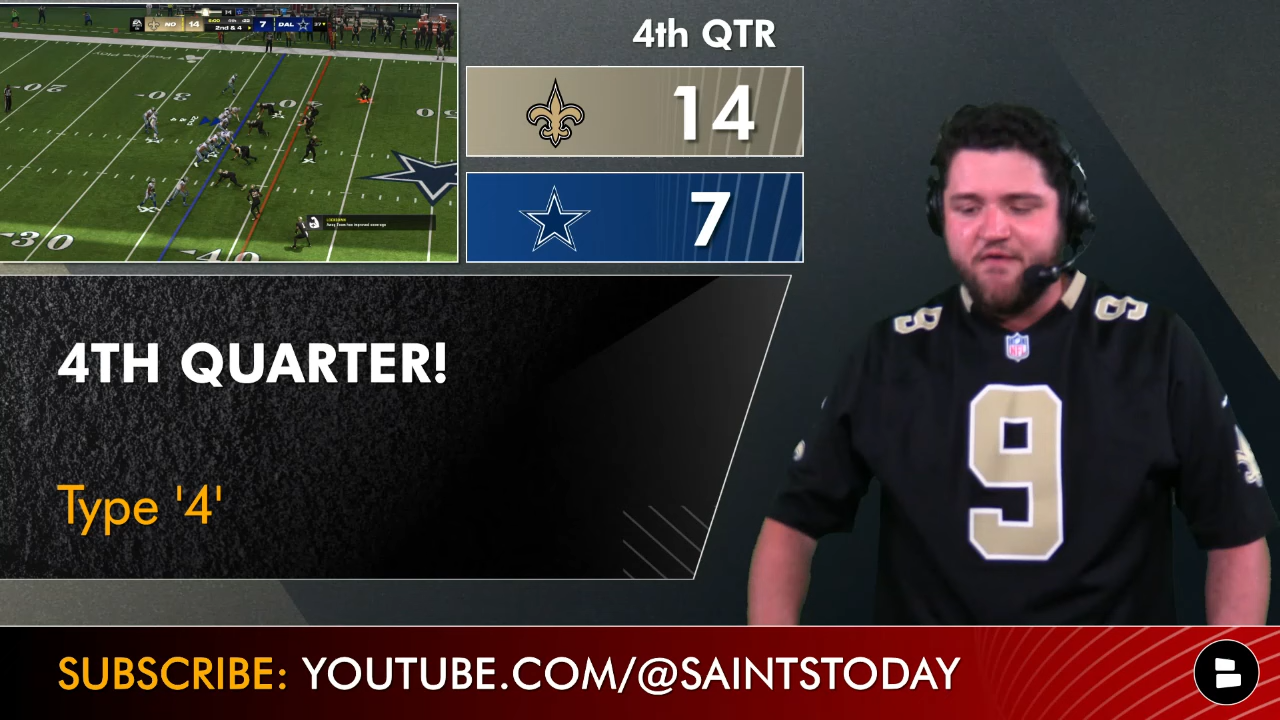 NO 14 7 DAL
2nd & 4
4th QTR
14
7
4TH QUARTER!
Type '4'
SUBSCRIBE: YOUTUBE.COM/@SAINTSTODAY
9 9
NFL
9